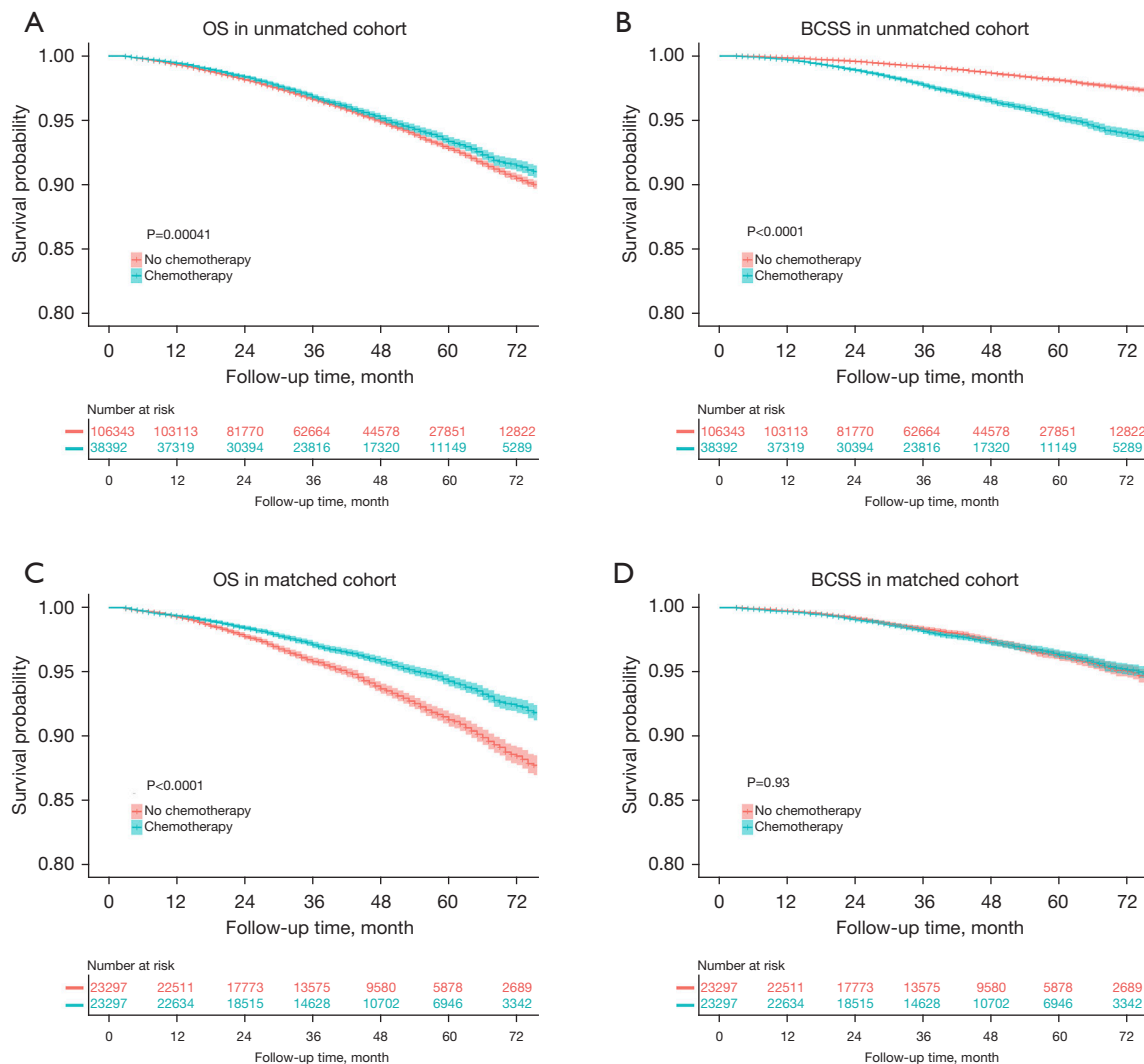 A
OS in unmatched cohort
1.00
0.95
0.90
0.85
0.80
Survival probability
P=0.00041
No chemotherapy
Chemotherapy
0 12 24 36 48 60 72
Follow-up time, month
Number at risk
106343 103113 81770 62664 44578 27851 12822
38392 37319 30394 23816 17320 11149 5289
0 12 24 36 48 60 72
Follow-up time, month
B
BCSS in unmatched cohort
1.00
0.95
0.90
0.85
0.80
Survival probability
P<0.0001
No chemotherapy
Chemotherapy
0 12 24 36 48 60 72
Follow-up time, month
Number at risk
106343 103113 81770 62664 44578 27851 12822
38392 37319 30394 23816 17320 11149 5289
0 12 24 36 48 60 72
Follow-up time, month
C
OS in matched cohort
1.00
0.95
0.90
0.85
0.80
Survival probability
P<0.0001
No chemotherapy
Chemotherapy
0 12 24 36 48 60 72
Follow-up time, month
Number at risk
23297 22511 17773 13575 9580 5878 2689
23297 22634 18515 14628 10702 6946 3342
0 12 24 36 48 60 72
Follow-up time, month
D
BCSS in matched cohort
1.00
0.95
0.90
0.85
0.80
Survival probability
P=0.93
No chemotherapy
Chemotherapy
0 12 24 36 48 60 72
Follow-up time, month
Number at risk
23297 22511 17773 13575 9580 5878 2689
23297 22634 18515 14628 10702 6946 3342
0 12 24 36 48 60 72
Follow-up time, month